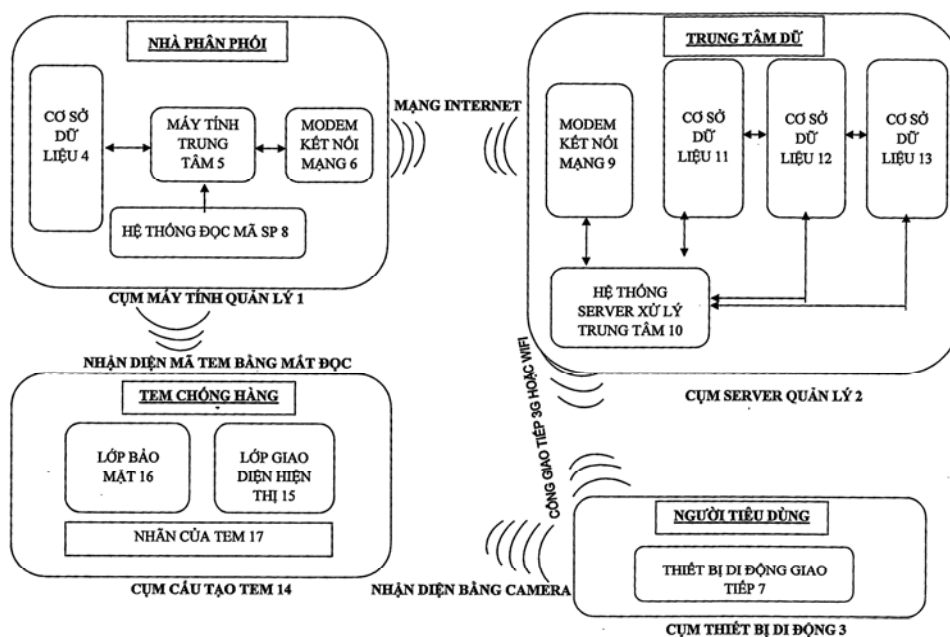 NHÀ PHÂN PHỐI
CƠ SỞ
DỮ
LIỆU 4
MÁY TÍNH
TRUNG
TÂM 5
MODEM
KẾT NỐI
MẠNG 6
HỆ THỐNG ĐỌC MÃ SP 8
CỤM MÁY TÍNH QUẢN LÝ 1
MẠNG INTERNET
TRUNG TÂM DỮ
MODEM
KẾT NỐI
MẠNG 9
CƠ SỞ
DỮ
LIỆU 11
CƠ SỞ
DỮ
LIỆU 12
CƠ SỞ
DỮ
LIỆU 13
HỆ THỐNG
SERVER XỬ LÝ
TRUNG TÂM 10
CỤM SERVER QUẢN LÝ 2
NHẬN DIỆN MÃ TEM BẰNG MẮT ĐỌC
TEM CHỐNG HÀNG
LỚP BẢO
MẬT 16
LỚP GIAO
DIỆN HIỆN
THỊ 15
NHÃN CỦA TEM 17
CỤM CẤU TẠO TEM 14
CÔNG GIAO TIẾP 3G HOẶC WIFI
NHẬN DIỆN BẰNG CAMERA
NGƯỜI TIÊU DÙNG
THIẾT BỊ DI ĐỘNG GIAO
TIẾP 7
CỤM THIẾT BỊ DI ĐỘNG 3